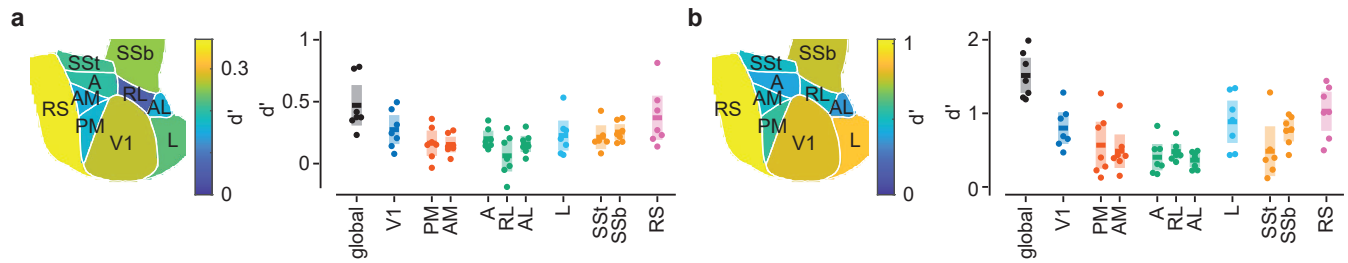 a
SSb
SSt
A
AM
RL
AL
RS
PM
V1
L
0.3
d'
0
1
0.5
0
d'
global
V1
PM
AM
A
RL
AL
L
SSt
SSb
RS
b
SSb
SSt
A
AM
RL
AL
RS
PM
V1
L
1
d'
0
2
1
0
d'
global
V1
PM
AM
A
RL
AL
L
SSt
SSb
RS